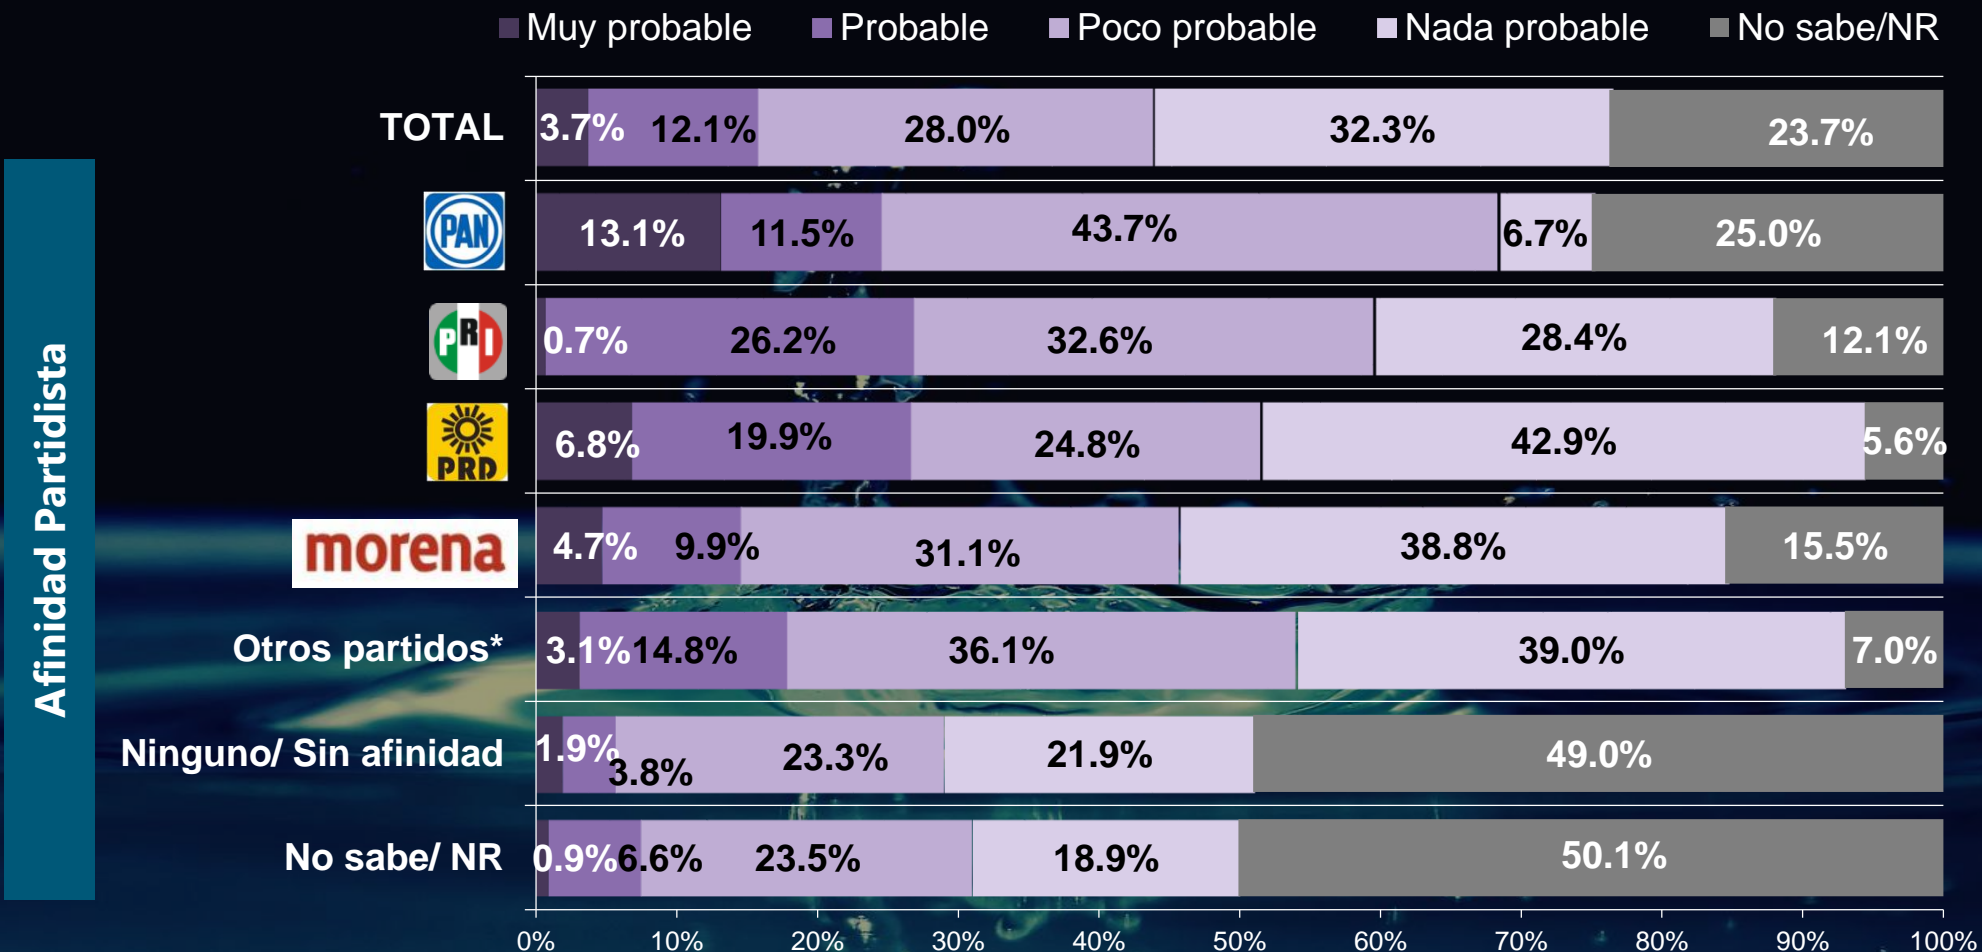 Muy probable Probable Poco probable Nada probable No sabe/NR
Afinidad Partidista
TOTAL 3.7% 12.1% 28.0% 32.3% 23.7%
PAN 13.1% 11.5% 43.7% 6.7% 25.0%
PRI 0.7% 26.2% 32.6% 28.4% 12.1%
PRD 6.8% 19.9% 24.8% 42.9% 5.6%
morena 4.7% 9.9% 31.1% 38.8% 15.5%
Otros partidos* 3.1% 14.8% 36.1% 39.0% 7.0%
Ninguno/ Sin afinidad 1.9% 3.8% 23.3% 21.9% 49.0%
No sabe/ NR 0.9% 6.6% 23.5% 18.9% 50.1%
0% 10% 20% 30% 40% 50% 60% 70% 80% 90% 100%